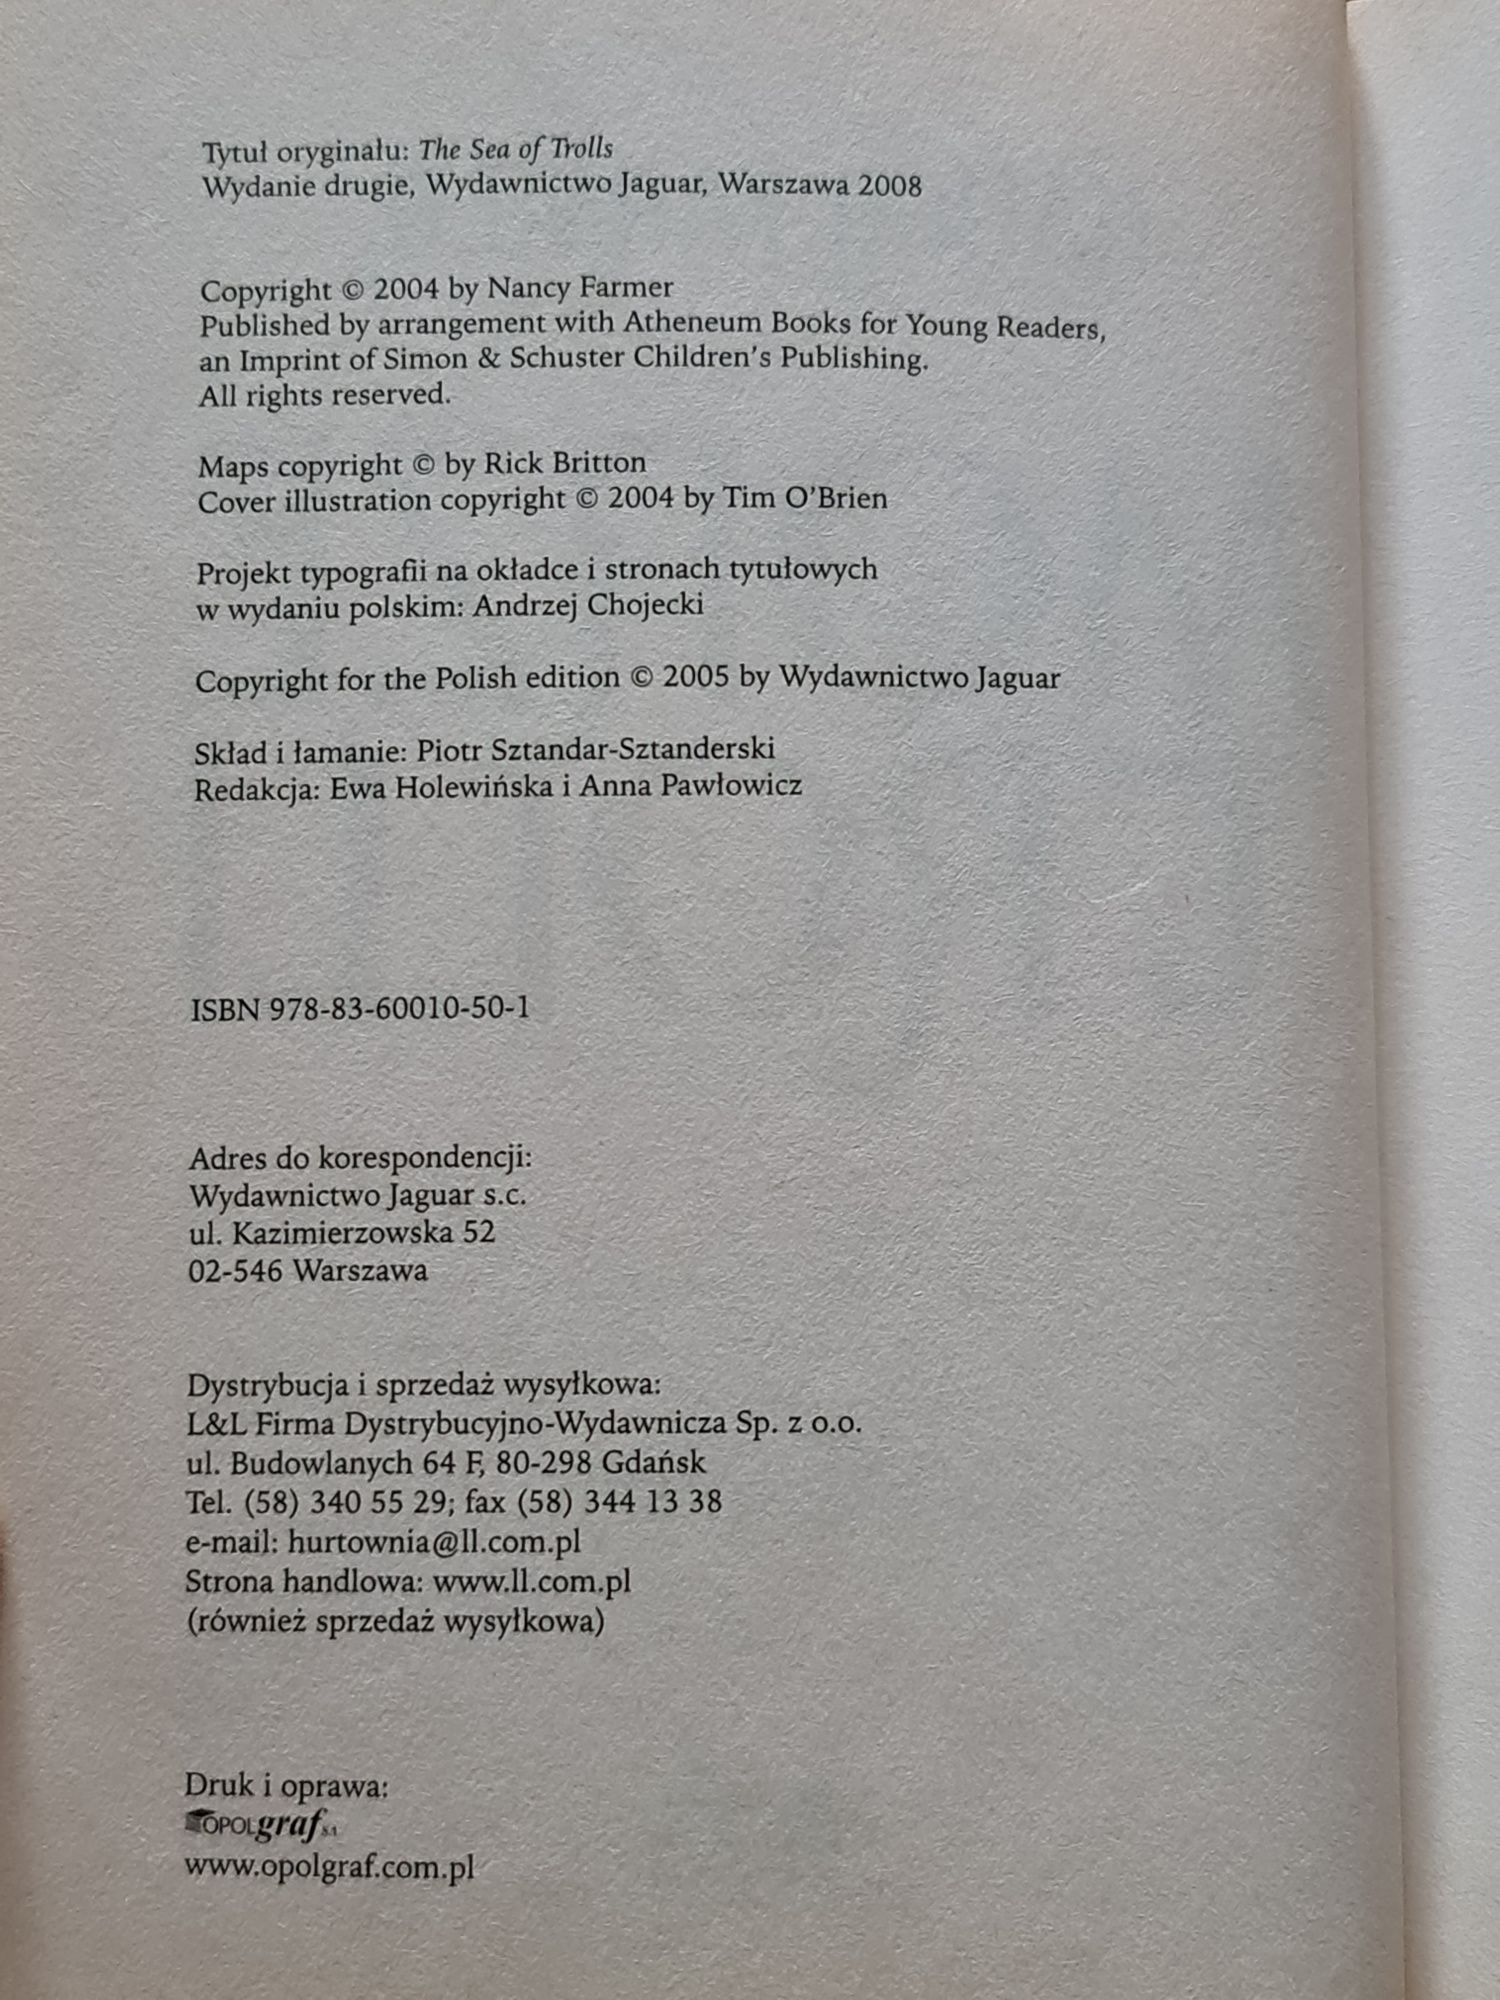 Tytuł oryginału: The Sea of Trolls
Wydanie drugie, Wydawnictwo Jaguar, Warszawa 2008
Copyright © 2004 by Nancy Farmer
Published by arrangement with Atheneum Books for Young Readers,
an Imprint of Simon & Schuster Children's Publishing.
All rights reserved.
Maps copyright © by Rick Britton
Cover illustration copyright © 2004 by Tim O'Brien
Projekt typografii na okładce i stronach tytułowych
w wydaniu polskim: Andrzej Chojecki
Copyright for the Polish edition © 2005 by Wydawnictwo Jaguar
Skład i łamanie: Piotr Sztandar-Sztanderski
Redakcja: Ewa Holewińska i Anna Pawłowicz
ISBN 978-83-60010-50-1
Adres do korespondencji:
Wydawnictwo Jaguar s.c.
ul. Kazimierzowska 52
02-546 Warszawa
Dystrybucja i sprzedaż wysyłkowa:
L&L Firma Dystrybucyjno-Wydawnicza Sp. z o.o.
ul. Budowlanych 64 F, 80-298 Gdańsk
Tel. (58) 340 55 29; fax (58) 344 13 38
e-mail: hurtownia@ll.com.pl
Strona handlowa: www.ll.com.pl
(również sprzedaż wysyłkowa)
Druk i oprawa:
OPOLgraf S.A.
www.opolgraf.com.pl